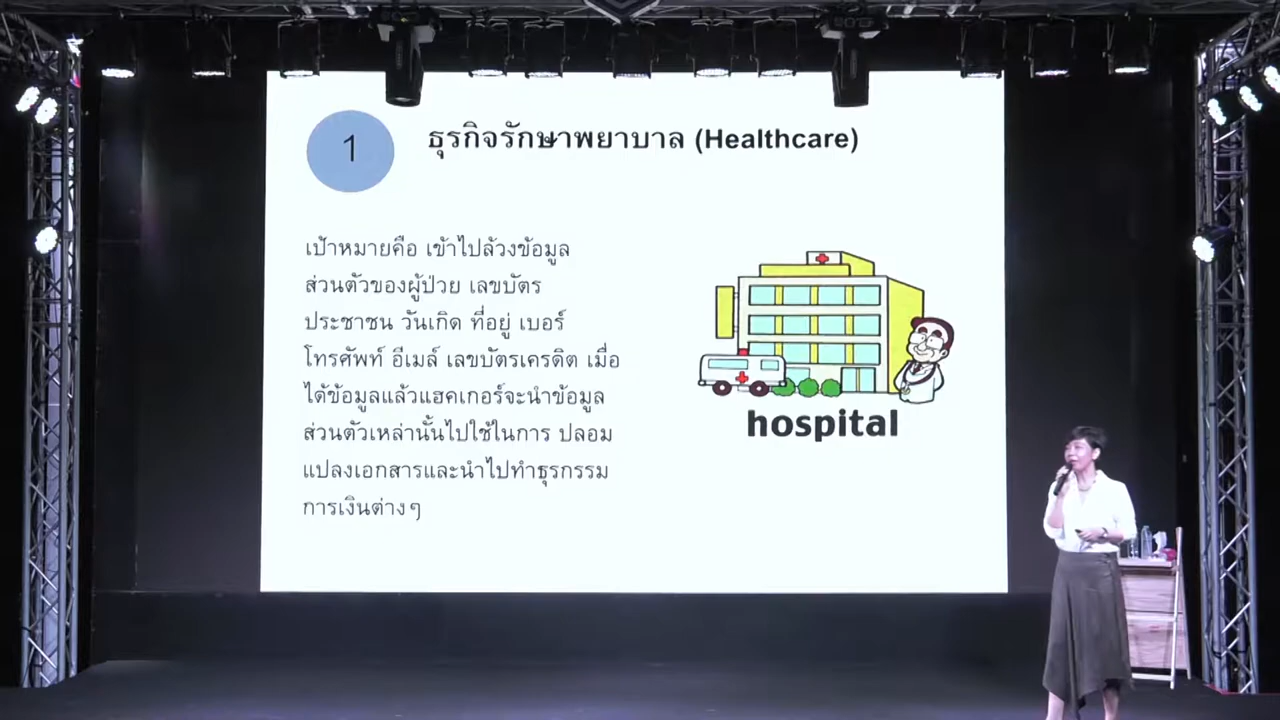 1
ธุรกิจรักษาพยาบาล (Healthcare)
เป้าหมายคือ เข้าไปล้วงข้อมูล
ส่วนตัวของผู้ป่วย เลขบัตร
ประชาชน วันเกิด ที่อยู่ เบอร์
โทรศัพท์ อีเมล์ เลขบัตรเครดิต เมื่อ
ได้ข้อมูลแล้วแฮคเกอร์จะนำข้อมูล
ส่วนตัวเหล่านั้นไปใช้ในการ ปลอม
แปลงเอกสารและนำไปทำธุรกรรม
การเงินต่างๆ
hospital